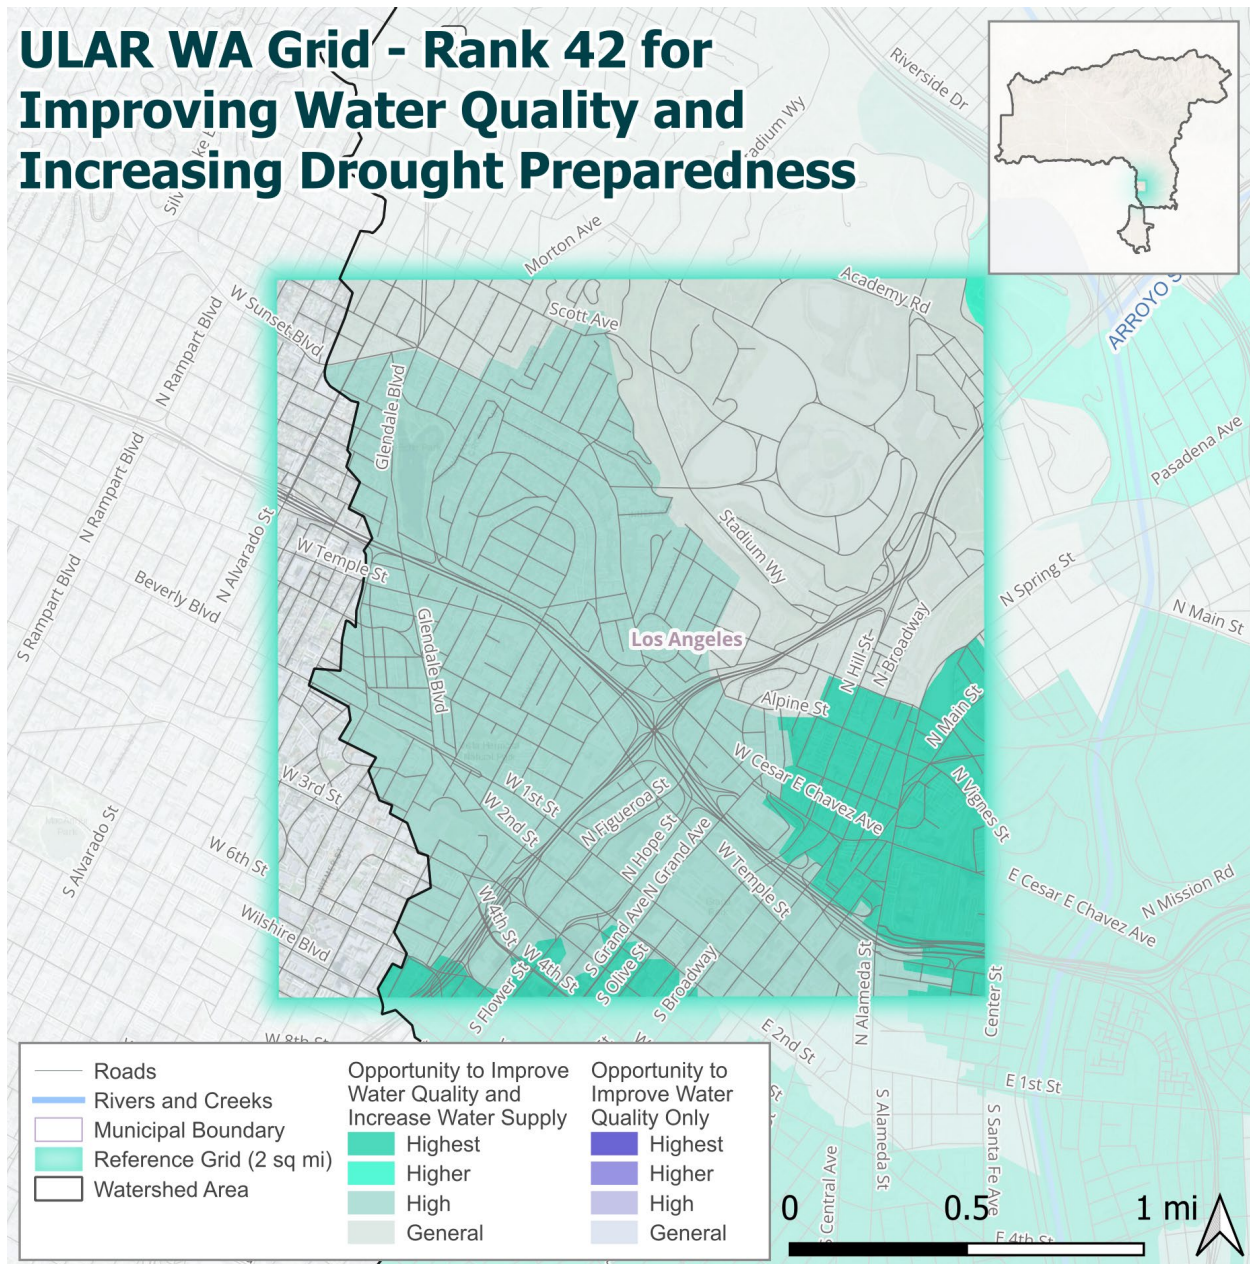 ULAR WA Grid - Rank 42 for
Improving Water Quality and
Increasing Drought Preparedness
Riverside Dr
Morton Ave
Academy Rd
Scott Ave
W Sunset Blvd
N Rampart Blvd
Glendale Blvd
ARROYO S
Pasadena Ave
N Rampart Blvd
N Alvarado St
Stadium Wy
W Temple St
Beverly Blvd
S Rampart Blvd
N Spring St
N Main St
Glendale Blvd
Los Angeles
N Hill St
N Broadway
Alpine St
N Main St
W Cesar E Chavez Ave
N Vignes St
W 3rd St
W 1st St
W 2nd St
N Figueroa St
N Hope St
N Grand Ave
W Temple St
S Alvarado St
W 6th St
E Cesar E Chavez Ave
N Mission Rd
Wilshire Blvd
W 4th St
W 4th St
S Grand Ave
S Olive St
S Flower St
S Broadway
N Alameda St
Center St
W 8th St
E 2nd St
E 1st St
S Alameda St
S Santa Fe Ave
S Central Ave
E 4th St
Roads
Rivers and Creeks
Municipal Boundary
Reference Grid (2 sq mi)
Watershed Area
Opportunity to Improve
Water Quality and
Increase Water Supply
Highest
Higher
High
General
Opportunity to
Improve Water
Quality Only
Highest
Higher
High
General
0 0.5 1 mi